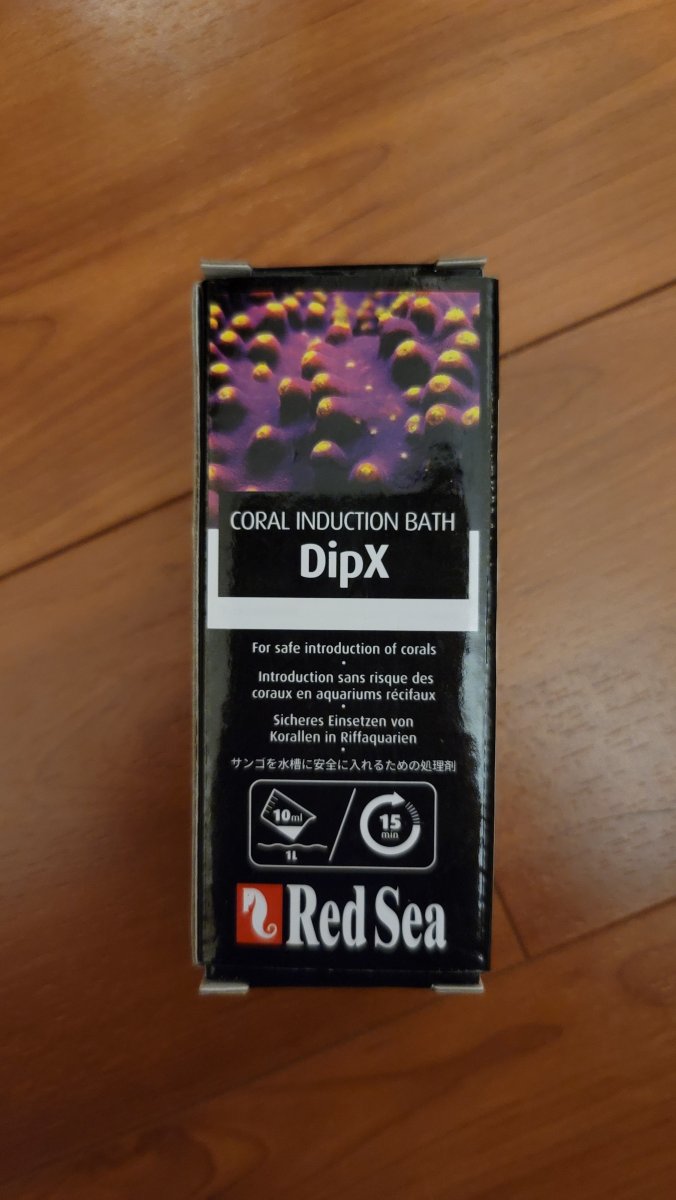 CORAL INDUCTION BATH
DipX
For safe introduction of corals
•
Introduction sans risque des
coraux en aquariums récifaux
•
Sicheres Einsetzen von
Korallen in Riffaquarien
•
サンゴを水槽に安全に入れるための処理剤
10ml
1L
15
min
Red Sea